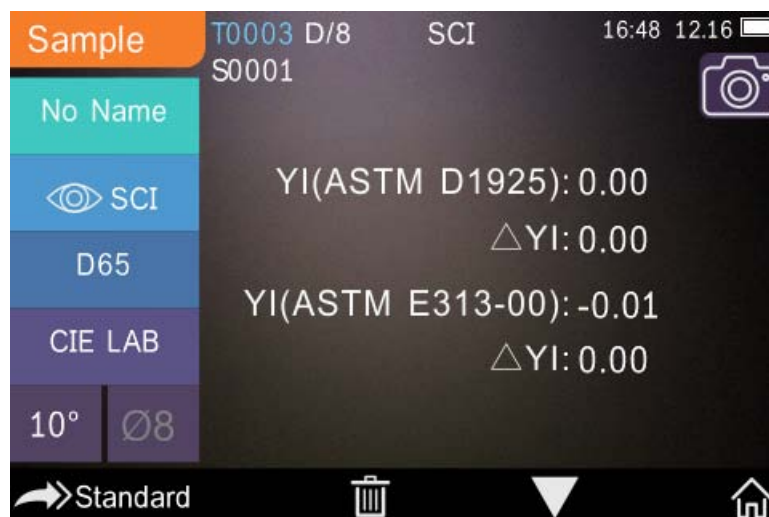 Sample
T0003 D/8 SCI 16:48 12.16
S0001
No Name
SCI
D65
CIE LAB
10° Ø8
YI(ASTM D1925): 0.00
△YI: 0.00
YI(ASTM E313-00): -0.01
△YI: 0.00
Standard